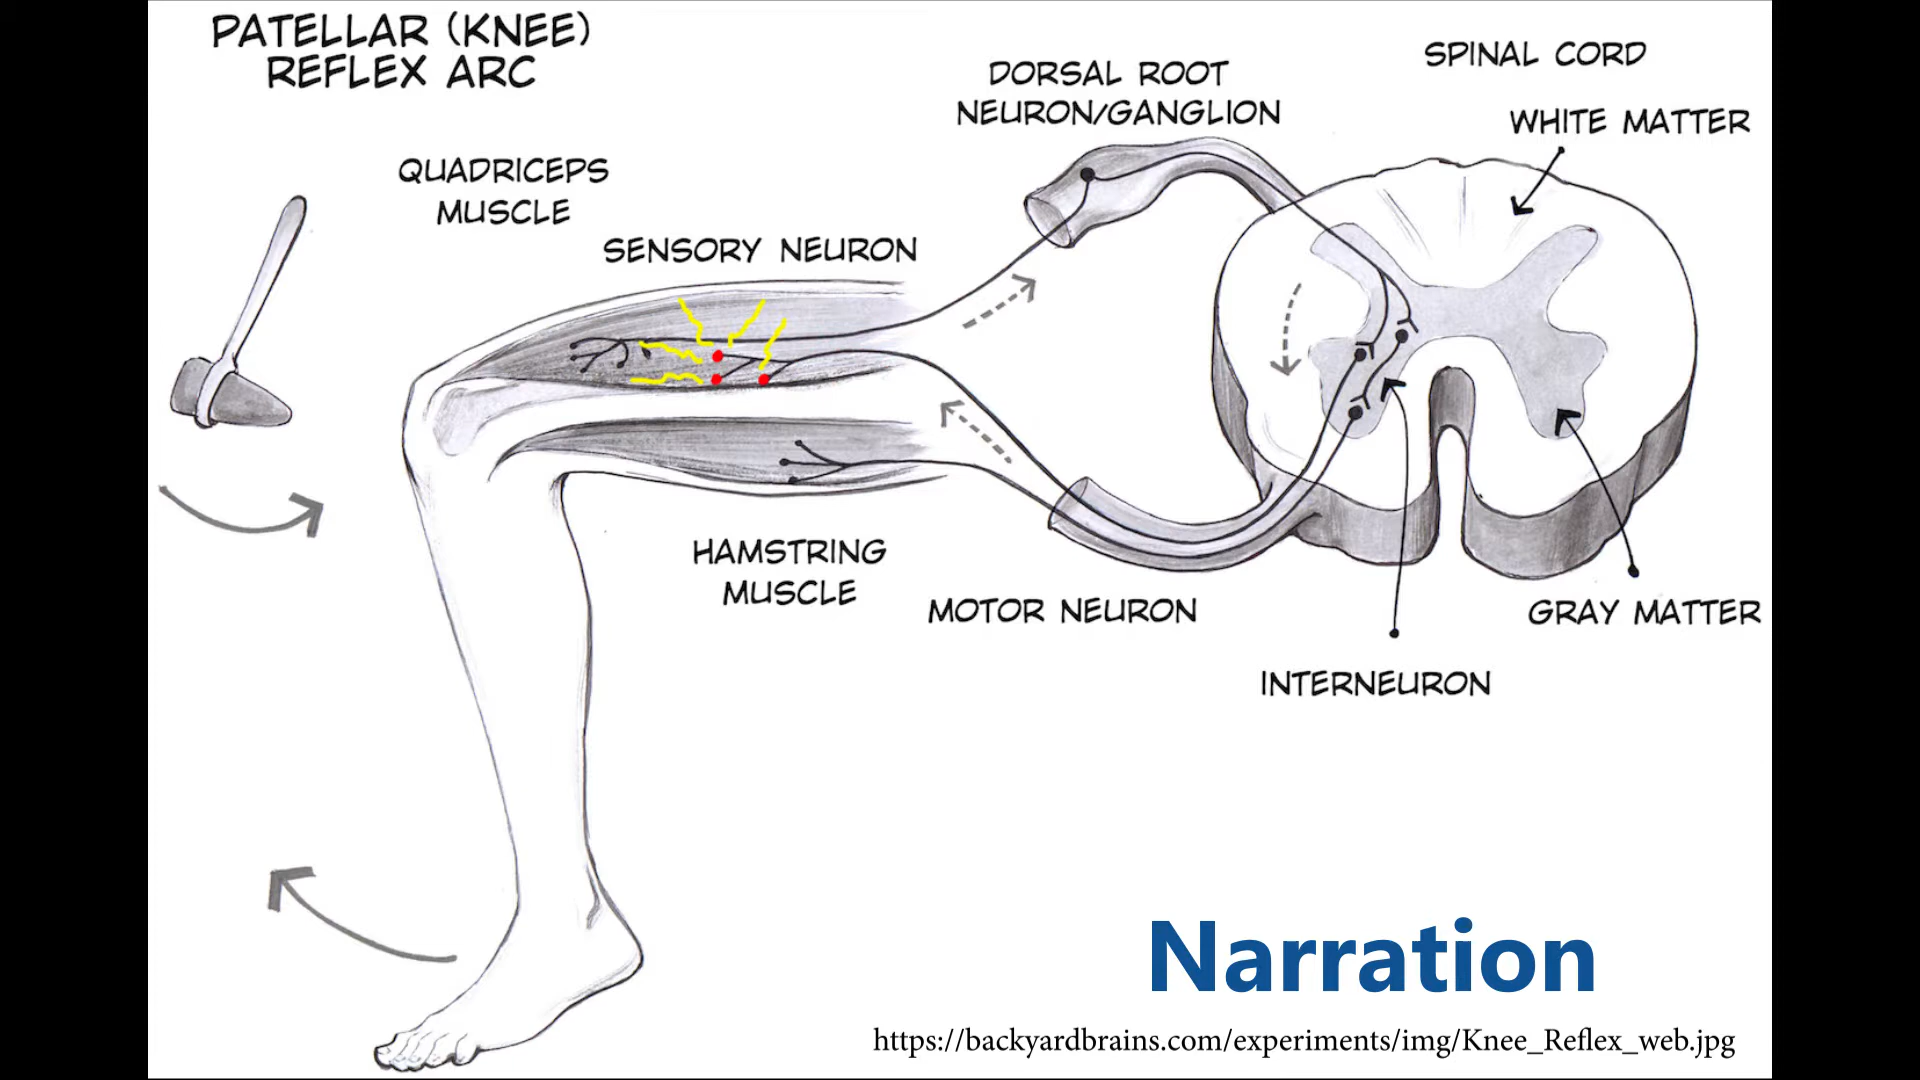 PATELLAR (KNEE)
REFLEX ARC
QUADRICEPS
MUSCLE
SENSORY NEURON
DORSAL ROOT
NEURON/GANGLION
SPINAL CORD
WHITE MATTER
HAMSTRING
MUSCLE
MOTOR NEURON
INTERNEURON
GRAY MATTER
Narration
https://backyardbrains.com/experiments/img/Knee_Reflex_web.jpg